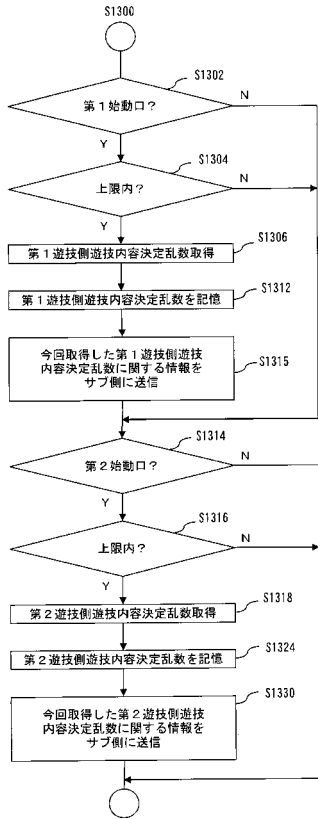 S1300
S1302
第1始動口?
N
Y
S1304
上限内?
N
Y
S1306
第1遊技側遊技内容決定乱数取得
S1312
第1遊技側遊技内容決定乱数を記憶
S1315
今回取得した第1遊技側遊技
内容決定乱数に関する情報を
サブ側に送信
S1314
第2始動口?
N
Y
S1316
上限内?
N
Y
S1318
第2遊技側遊技内容決定乱数取得
S1324
第2遊技側遊技内容決定乱数を記憶
S1330
今回取得した第2遊技側遊技
内容決定乱数に関する情報を
サブ側に送信